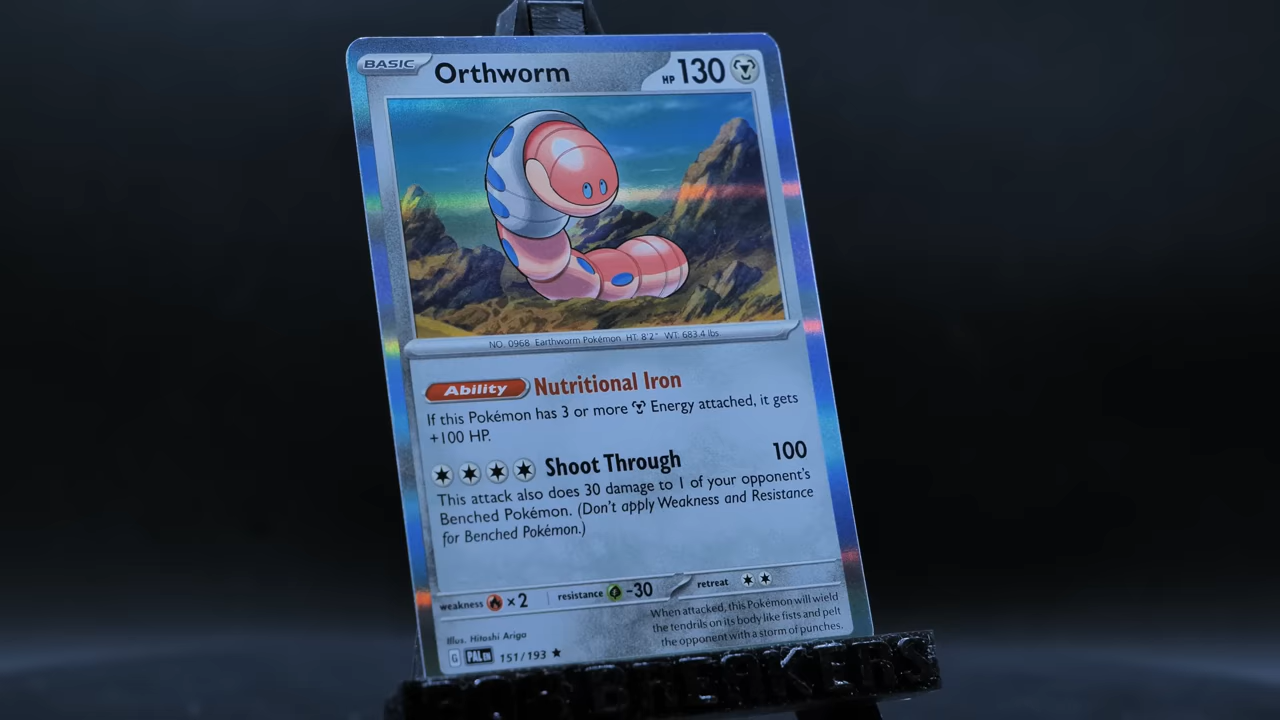 BASIC Orthworm HP 130
NO. 0968 Earthworm Pokémon HT: 8'2" WT: 683.4 lbs
Ability Nutritional Iron
If this Pokémon has 3 or more Energy attached, it gets
+100 HP.
Shoot Through 100
This attack also does 30 damage to 1 of your opponent's
Benched Pokémon. (Don't apply Weakness and Resistance
for Benched Pokémon.)
weakness ×2 resistance -30 retreat
When attacked, this Pokémon will wield
the tendrils on its body like fists and pelt
the opponent with a storm of punches.
Illus. Hitoshi Ariga
G PAL EN 151/193
BREAKERS